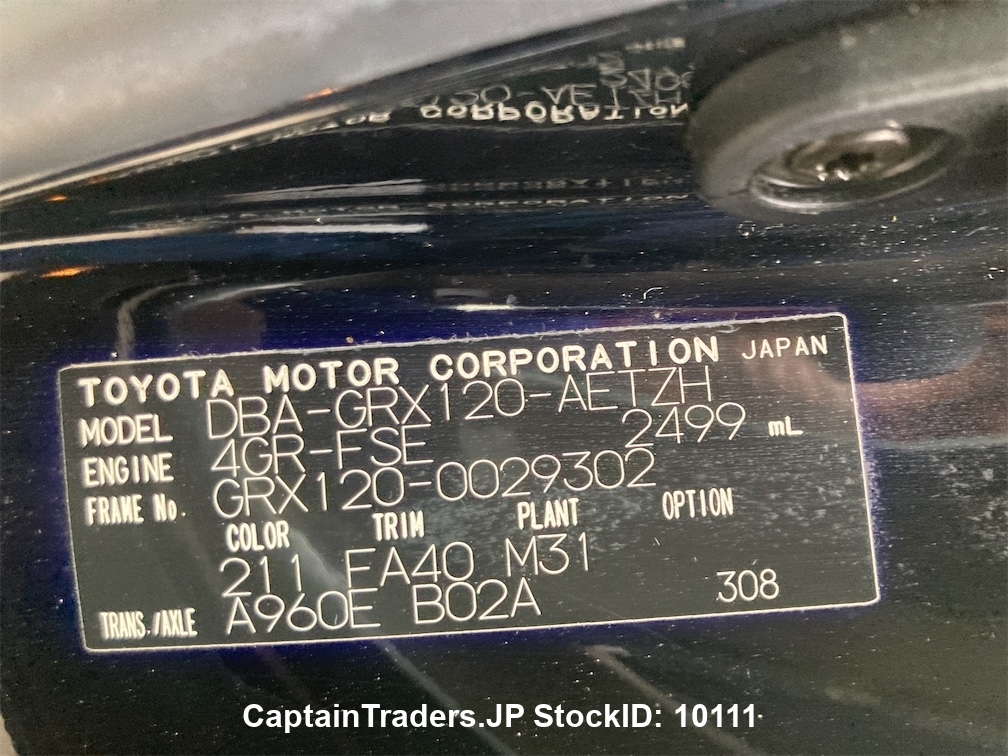 TOYOTA MOTOR CORPORATION JAPAN
MODEL DBA-GRX120-AETZH
ENGINE 4GR-FSE 2499 mL
FRAME No. GRX120-0029302
COLOR TRIM PLANT OPTION
211 FA40 M31
TRANS./AXLE A960E B02A 308
CaptainTraders.JP StockID: 10111